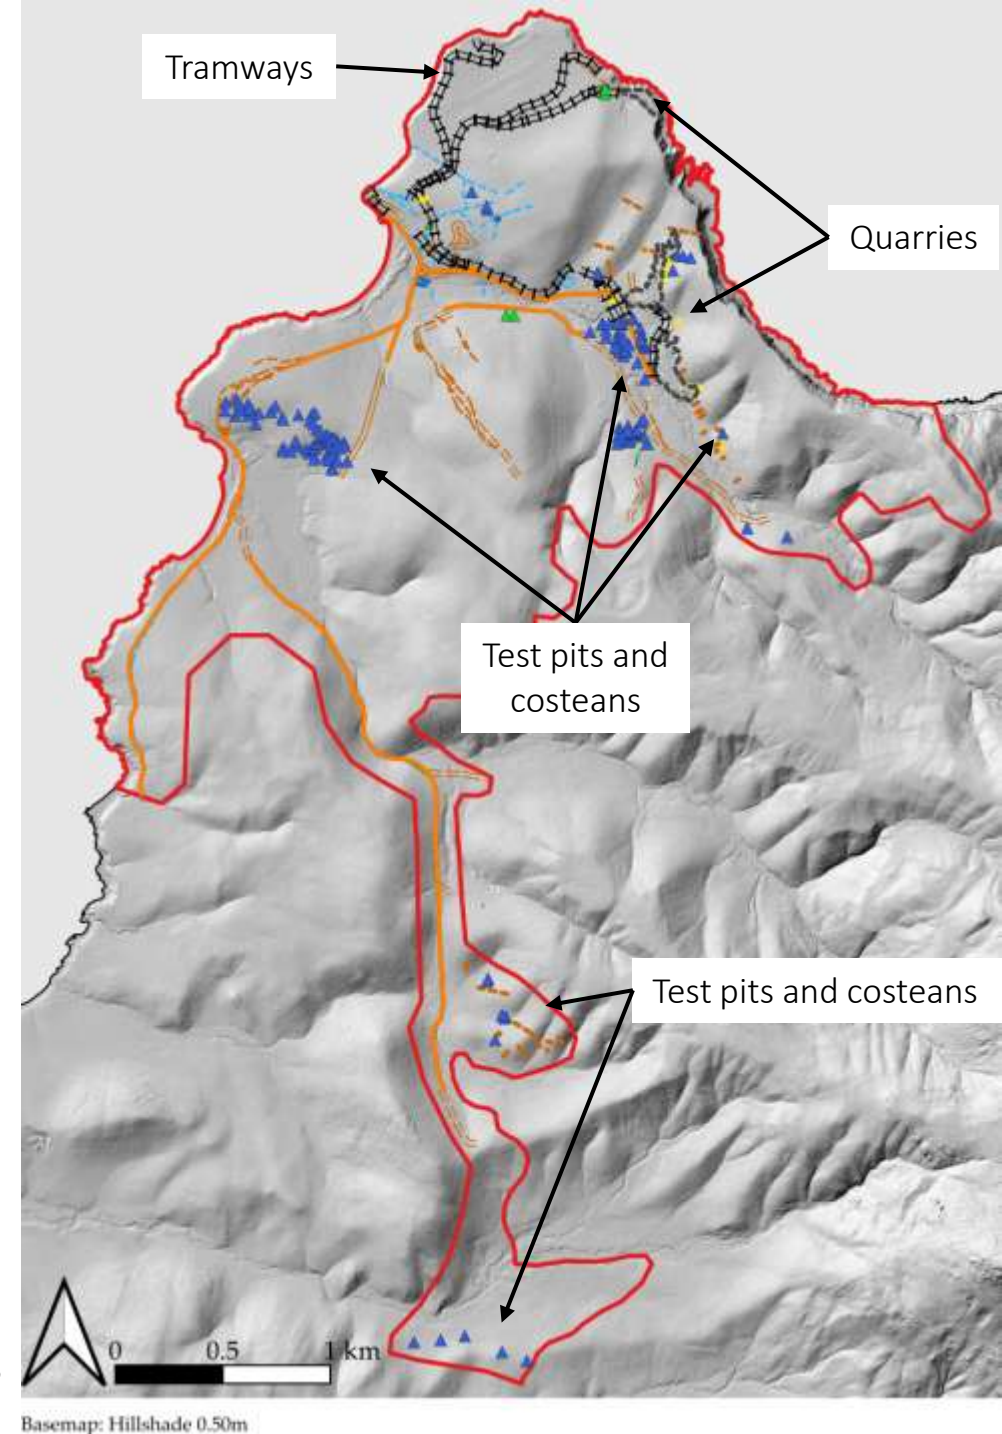 Tramways
Quarries
Test pits and
costeans
Test pits and costeans
0 0.5 1 km
Basemap: Hillshade 0.50m